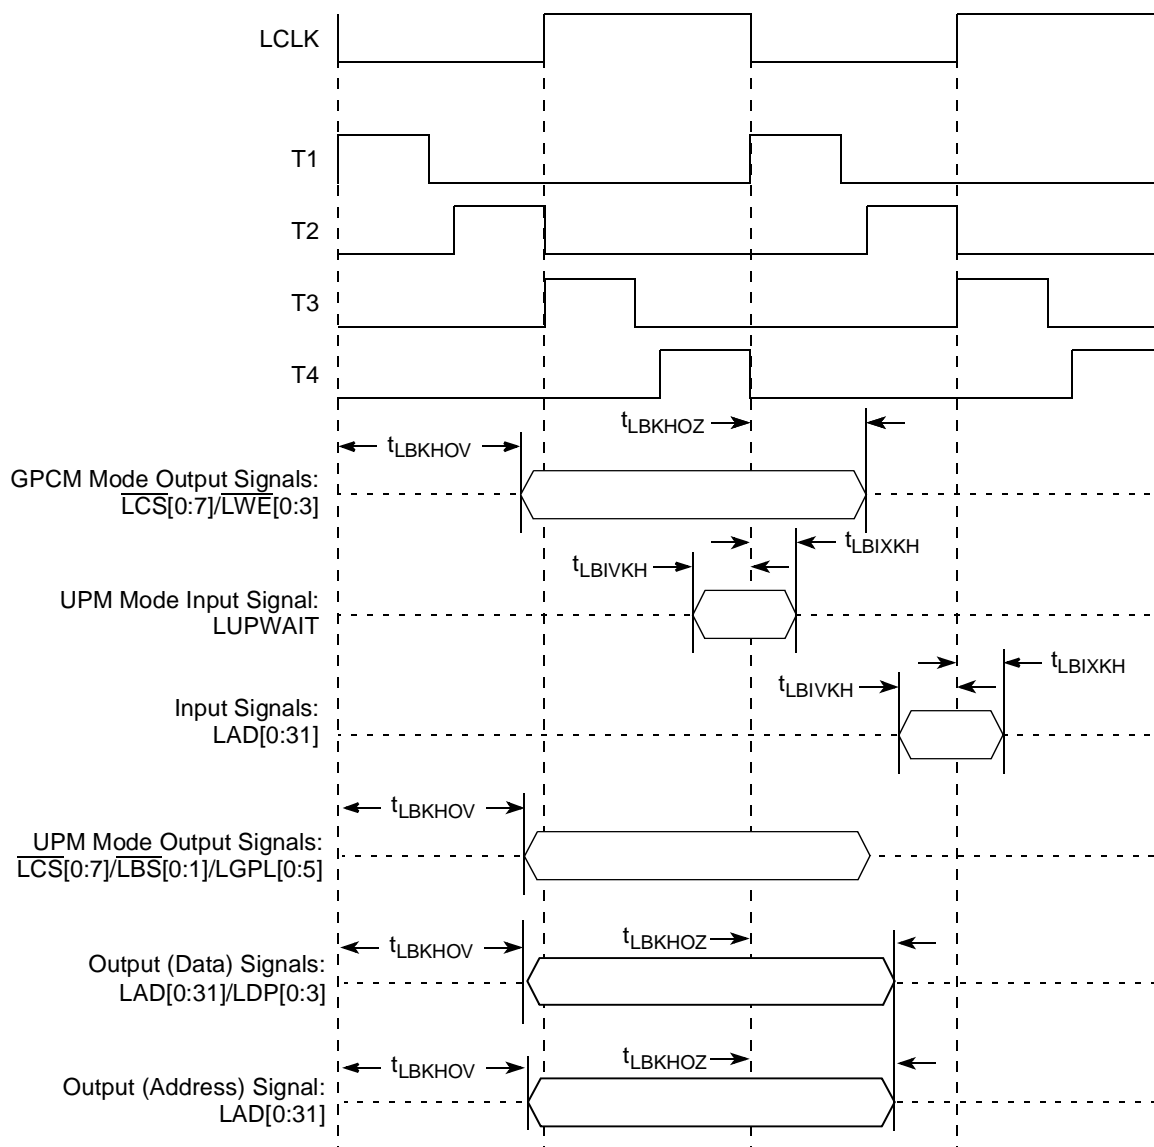 LCLK
T1
T2
T3
T4
tLBKHOZ
tLBKHOV
GPCM Mode Output Signals:
LCS[0:7]/LWE[0:3]
tLBIXKH
tLBIVKH
UPM Mode Input Signal:
LUPWAIT
tLBIXKH
tLBIVKH
Input Signals:
LAD[0:31]
tLBKHOV
UPM Mode Output Signals:
LCS[0:7]/LBS[0:1]/LGPL[0:5]
tLBKHOV
tLBKHOZ
Output (Data) Signals:
LAD[0:31]/LDP[0:3]
tLBKHOZ
tLBKHOV
Output (Address) Signal:
LAD[0:31]